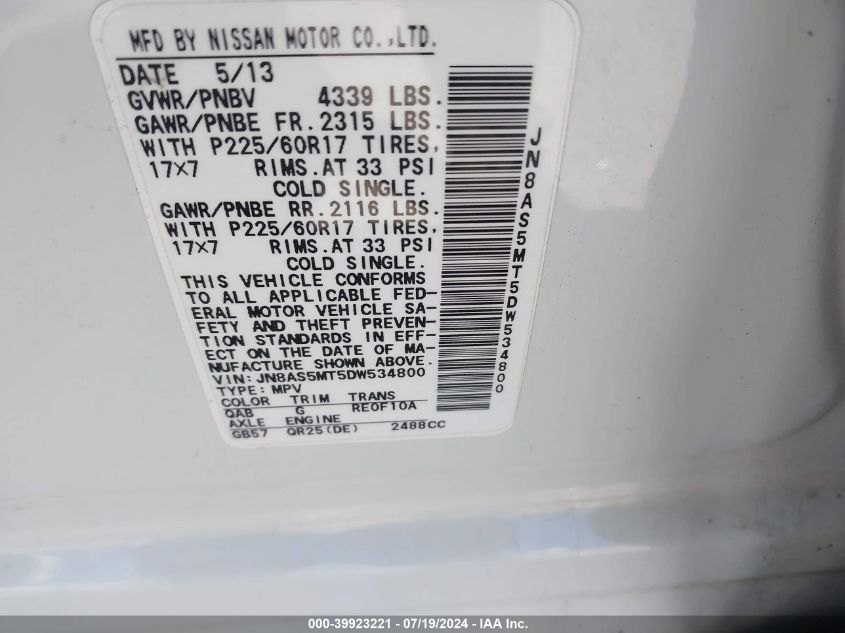 MFD BY NISSAN MOTOR CO.,LTD.
DATE 5/13
GVWR/PNBV 4339 LBS.
GAWR/PNBE FR. 2315 LBS.
WITH P225/60R17 TIRES,
17X7 RIMS.AT 33 PSI
COLD SINGLE.
GAWR/PNBE RR. 2116 LBS.
WITH P225/60R17 TIRES,
17X7 RIMS.AT 33 PSI
COLD SINGLE.
THIS VEHICLE CONFORMS
TO ALL APPLICABLE FED-
ERAL MOTOR VEHICLE SA-
FETY AND THEFT PREVEN-
TION STANDARDS IN EFF-
ECT ON THE DATE OF MA-
NUFACTURE SHOWN ABOVE.
VIN: JN8AS5MT5DW534800
TYPE: MPV
COLOR TRIM TRANS
QAB G RE0F10A
AXLE ENGINE
GB57 QR25(DE) 2488CC
JN8AS5MT5DW534800
000-39923221 - 07/19/2024 - IAA Inc.